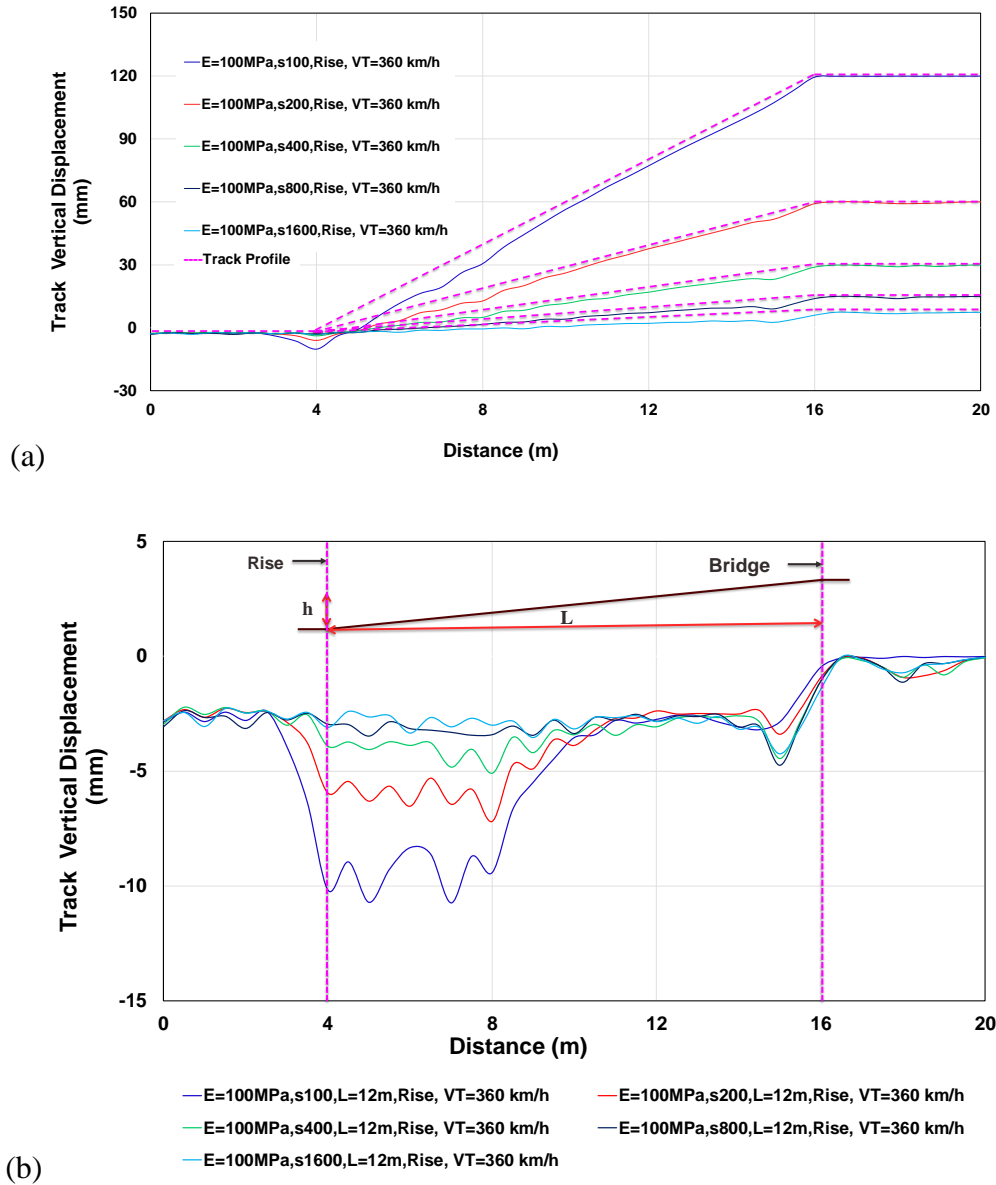 150
120
90
60
30
0
-30
Track Vertical Displacement
(mm)
E=100MPa,s100,Rise, VT=360 km/h
E=100MPa,s200,Rise, VT=360 km/h
E=100MPa,s400,Rise, VT=360 km/h
E=100MPa,s800,Rise, VT=360 km/h
E=100MPa,s1600,Rise, VT=360 km/h
Track Profile
0 4 8 12 16 20
Distance (m)
(a)
5
0
-5
-10
-15
Track Vertical Displacement
(mm)
Rise
Bridge
h
L
0 4 8 12 16 20
Distance (m)
E=100MPa,s100,L=12m,Rise, VT=360 km/h
E=100MPa,s200,L=12m,Rise, VT=360 km/h
E=100MPa,s400,L=12m,Rise, VT=360 km/h
E=100MPa,s800,L=12m,Rise, VT=360 km/h
E=100MPa,s1600,L=12m,Rise, VT=360 km/h
(b)